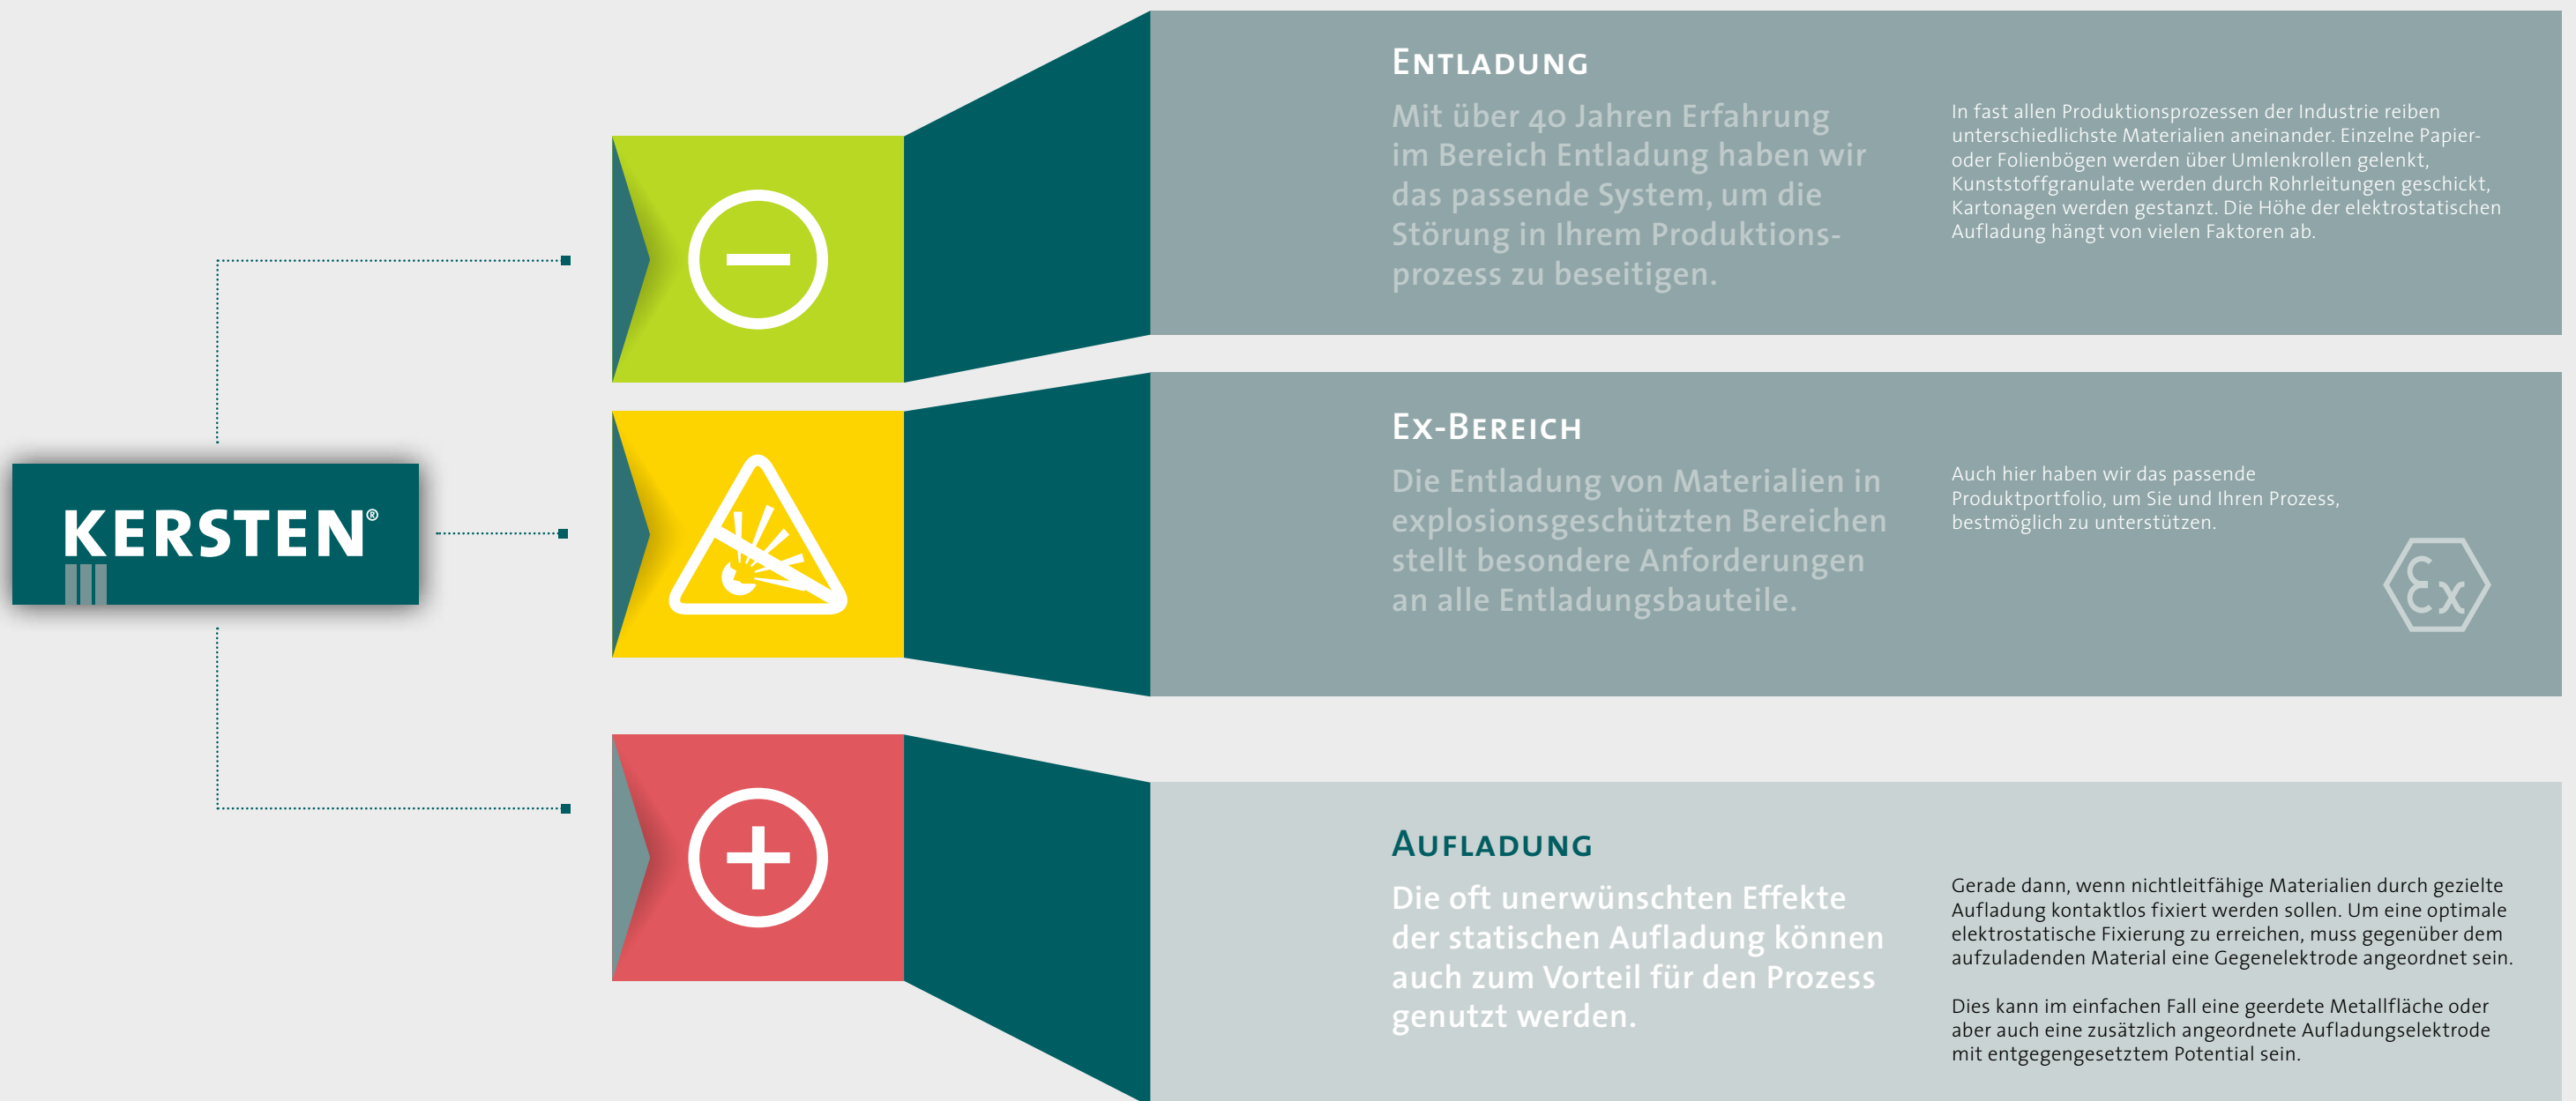 KERSTEN®
ENTLADUNG
Mit über 40 Jahren Erfahrung
im Bereich Entladung haben wir
das passende System, um die
Störung in Ihrem Produktions-
prozess zu beseitigen.
In fast allen Produktionsprozessen der Industrie reiben
unterschiedlichste Materialien aneinander. Einzelne Papier-
oder Folienbögen werden über Umlenkrollen gelenkt,
Kunststoffgranulate werden durch Rohrleitungen geschickt,
Kartonagen werden gestanzt. Die Höhe der elektrostatischen
Aufladung hängt von vielen Faktoren ab.
EX-BEREICH
Die Entladung von Materialien in
explosionsgeschützten Bereichen
stellt besondere Anforderungen
an alle Entladungsbauteile.
Auch hier haben wir das passende
Produktportfolio, um Sie und Ihren Prozess,
bestmöglich zu unterstützen.
Ex
AUFLADUNG
Die oft unerwünschten Effekte
der statischen Aufladung können
auch zum Vorteil für den Prozess
genutzt werden.
Gerade dann, wenn nichtleitfähige Materialien durch gezielte
Aufladung kontaktlos fixiert werden sollen. Um eine optimale
elektrostatische Fixierung zu erreichen, muss gegenüber dem
aufzuladenden Material eine Gegenelektrode angeordnet sein.
Dies kann im einfachen Fall eine geerdete Metallfläche oder
aber auch eine zusätzlich angeordnete Aufladungselektrode
mit entgegengesetztem Potential sein.